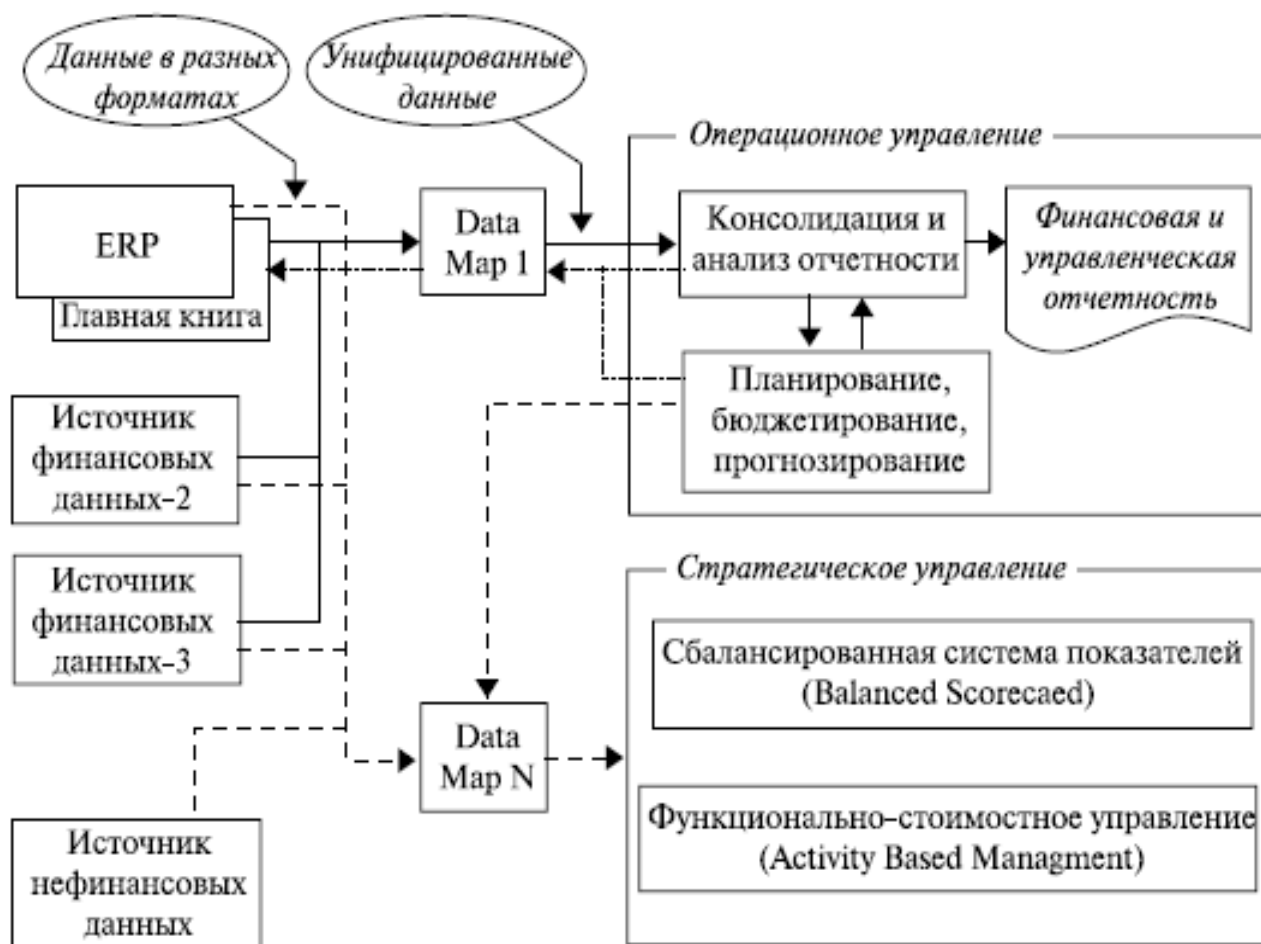 Данные в разных
форматах
Унифицированные
данные
Операционное управление
ERP
Главная книга
Data
Map 1
Консолидация и
анализ отчетности
Финансовая и
управленческая
отчетность
Планирование,
бюджетирование,
прогнозирование
Источник
финансовых
данных-2
Источник
финансовых
данных-3
Стратегическое управление
Сбалансированная система показателей
(Balanced Scorecaed)
Data
Map N
Функционально-стоимостное управление
(Activity Based Managment)
Источник
нефинансовых
данных